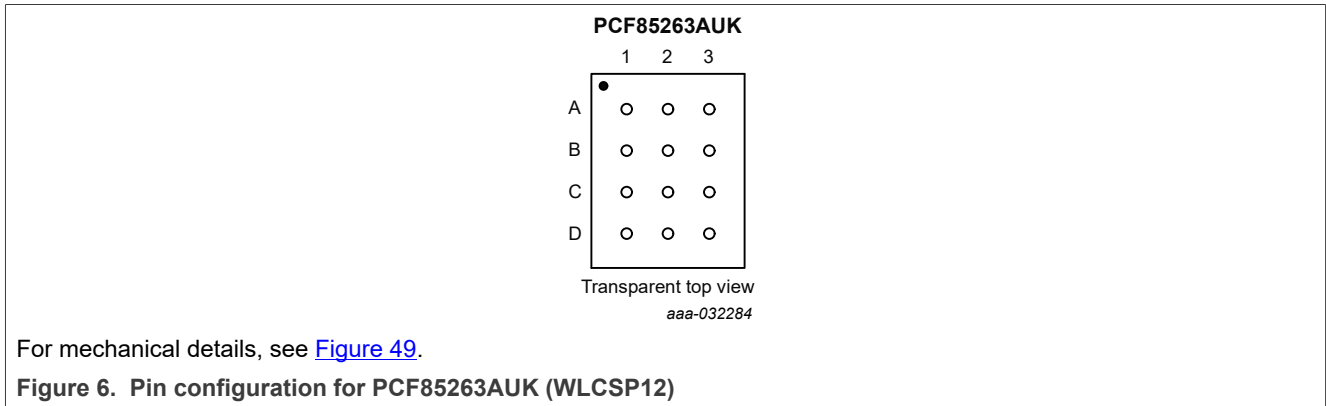 PCF85263AUK
1 2 3
A
B
C
D
Transparent top view
aaa-032284
For mechanical details, see Figure 49.
Figure 6. Pin configuration for PCF85263AUK (WLCSP12)